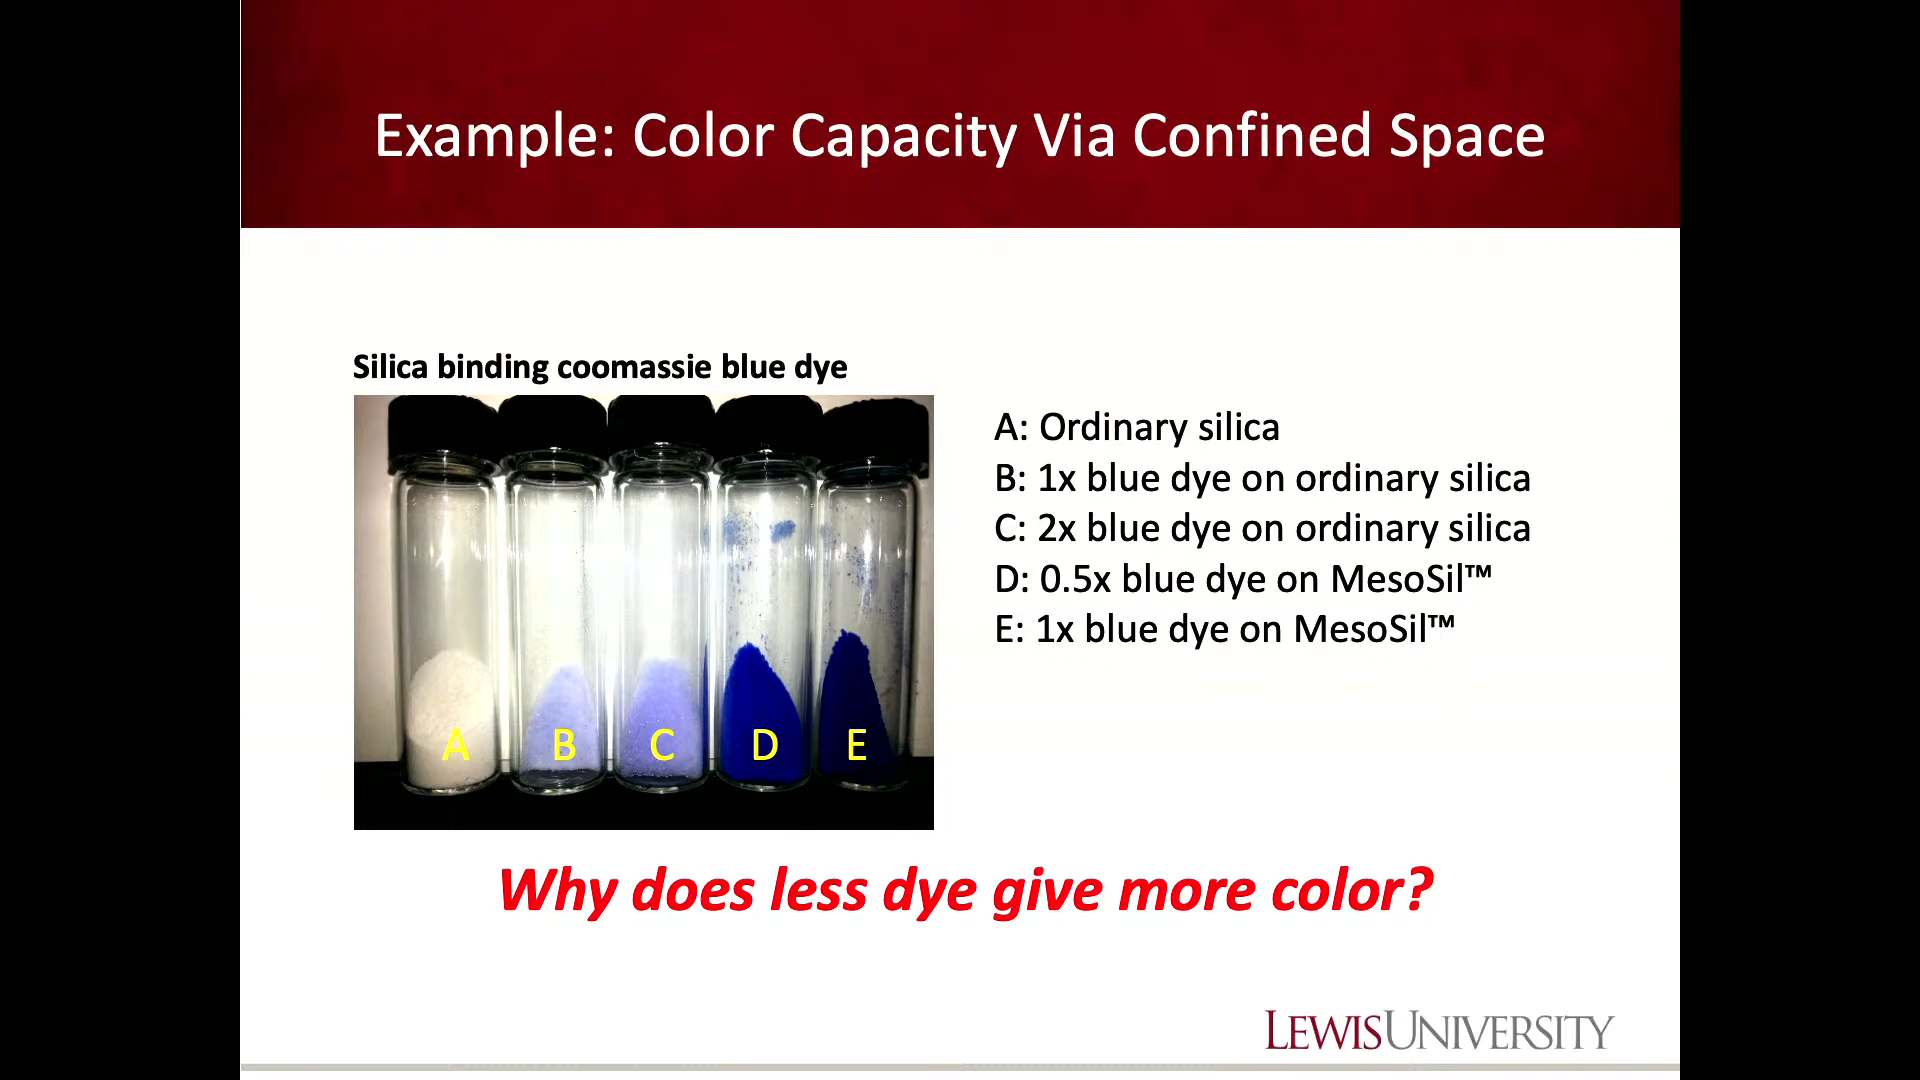 Example: Color Capacity Via Confined Space
Silica binding coomassie blue dye
A: Ordinary silica
B: 1x blue dye on ordinary silica
C: 2x blue dye on ordinary silica
D: 0.5x blue dye on MesoSil™
E: 1x blue dye on MesoSil™
A B C D E
Why does less dye give more color?
LEWIS UNIVERSITY